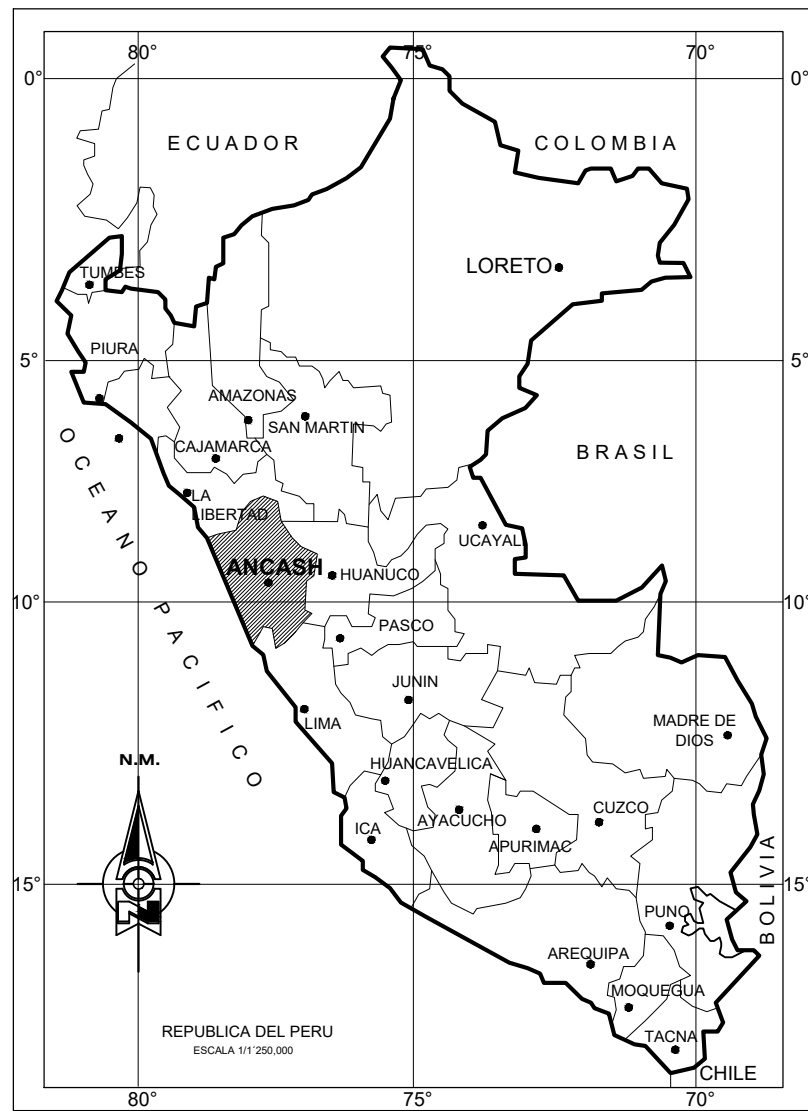 80° 75° 70°
0°
ECUADOR
COLOMBIA
LORETO
TUMBES
PIURA
5° 5°
AMAZONAS
SAN MARTIN
CAJAMARCA
BRASIL
OCEANO PACIFICO
LA
LIBERTAD
UCAYALI
ANCASH
HUANUCO
10° 10°
PASCO
JUNIN
LIMA
MADRE DE
DIOS
N.M.
HUANCAVELICA
AYACUCHO
CUZCO
ICA
APURIMAC
BOLIVIA
15° 15°
N
PUNO
AREQUIPA
MOQUEGUA
REPUBLICA DEL PERU
ESCALA 1/1´250,000
TACNA
CHILE
80° 75° 70°